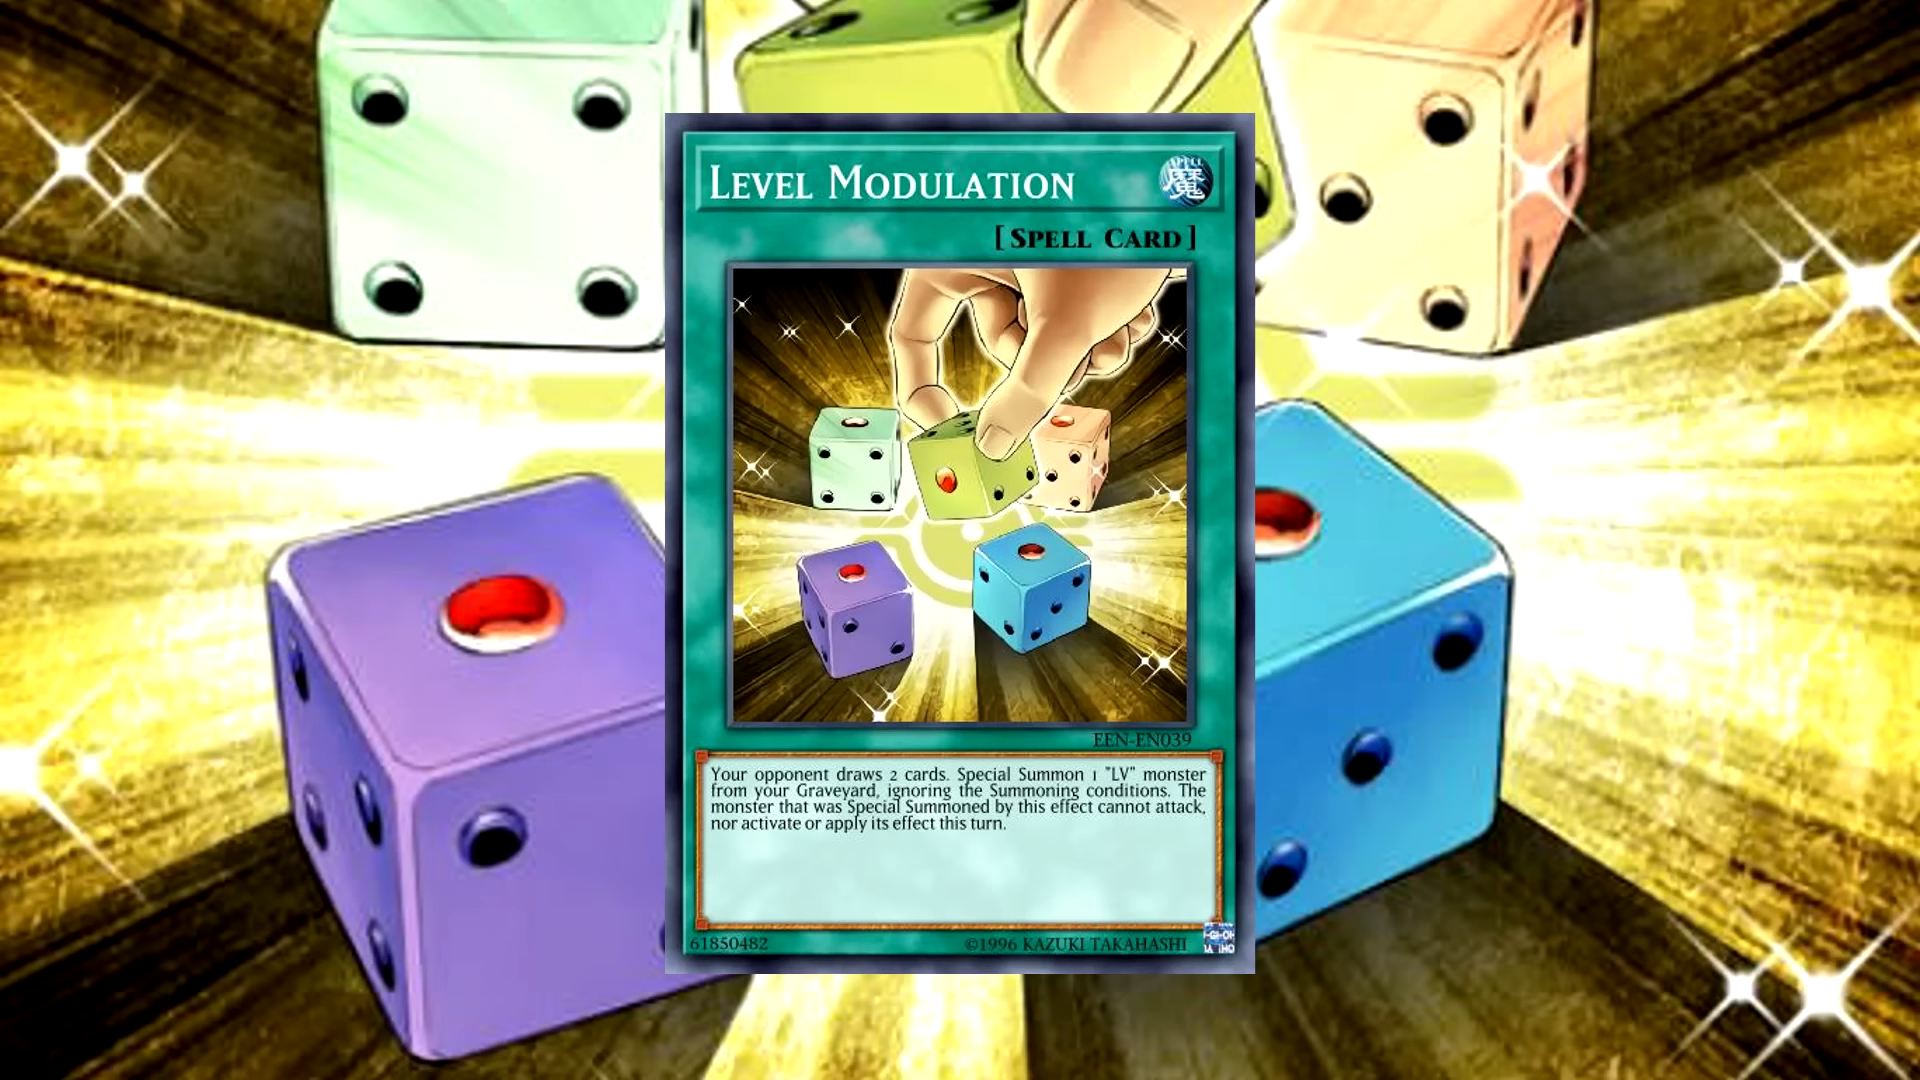 LEVEL MODULATION
SPELL
魔
[SPELL CARD]
EEN-EN039
Your opponent draws 2 cards. Special Summon 1 "LV" monster
from your Graveyard, ignoring the Summoning conditions. The
monster that was Special Summoned by this effect cannot attack,
nor activate or apply its effect this turn.
61850482
©1996 KAZUKI TAKAHASHI